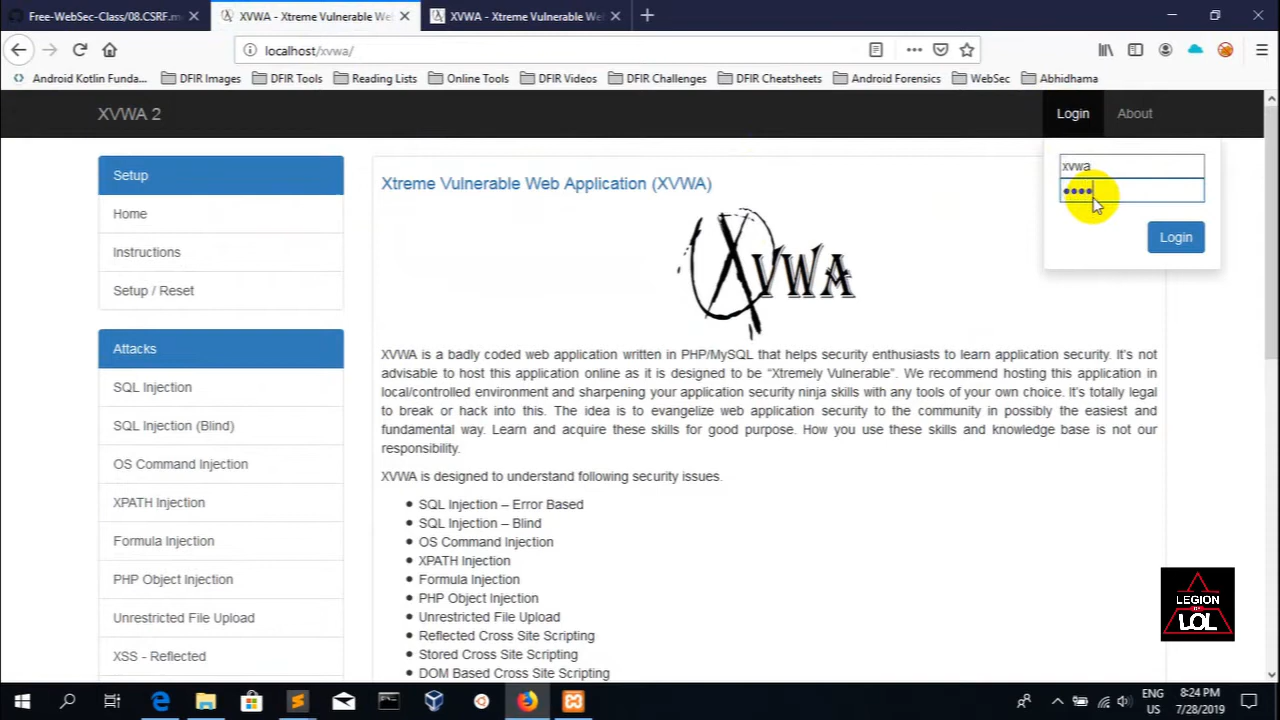 Free-WebSec-Class/08.CSRF.m
XVWA - Xtreme Vulnerable We
XVWA - Xtreme Vulnerable We
localhost/xvwa/
Android Kotlin Funda...
DFIR Images
DFIR Tools
Reading Lists
Online Tools
DFIR Videos
DFIR Challenges
DFIR Cheatsheets
Android Forensics
WebSec
Abhidhama
XVWA 2
Login
About
xvwa
Login
Setup
Home
Instructions
Setup / Reset
Attacks
SQL Injection
SQL Injection (Blind)
OS Command Injection
XPATH Injection
Formula Injection
PHP Object Injection
Unrestricted File Upload
XSS - Reflected
Xtreme Vulnerable Web Application (XVWA)
XVWA
XVWA is a badly coded web application written in PHP/MySQL that helps security enthusiasts to learn application security. It's not
advisable to host this application online as it is designed to be “Xtremely Vulnerable”. We recommend hosting this application in
local/controlled environment and sharpening your application security ninja skills with any tools of your own choice. It's totally legal
to break or hack into this. The idea is to evangelize web application security to the community in possibly the easiest and
fundamental way. Learn and acquire these skills for good purpose. How you use these skills and knowledge base is not our
responsibility.
XVWA is designed to understand following security issues.
SQL Injection – Error Based
SQL Injection – Blind
OS Command Injection
XPATH Injection
Formula Injection
PHP Object Injection
Unrestricted File Upload
Reflected Cross Site Scripting
Stored Cross Site Scripting
DOM Based Cross Site Scripting
LEGION
OF
LOL
ENG
US
8:24 PM
7/28/2019